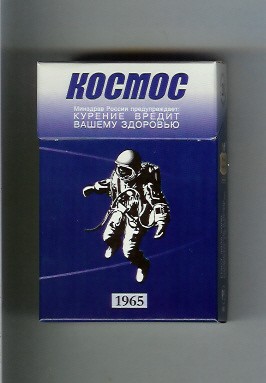 КОСМОС
Минздрав России предупреждает:
КУРЕНИЕ ВРЕДИТ
ВАШЕМУ ЗДОРОВЬЮ
1965